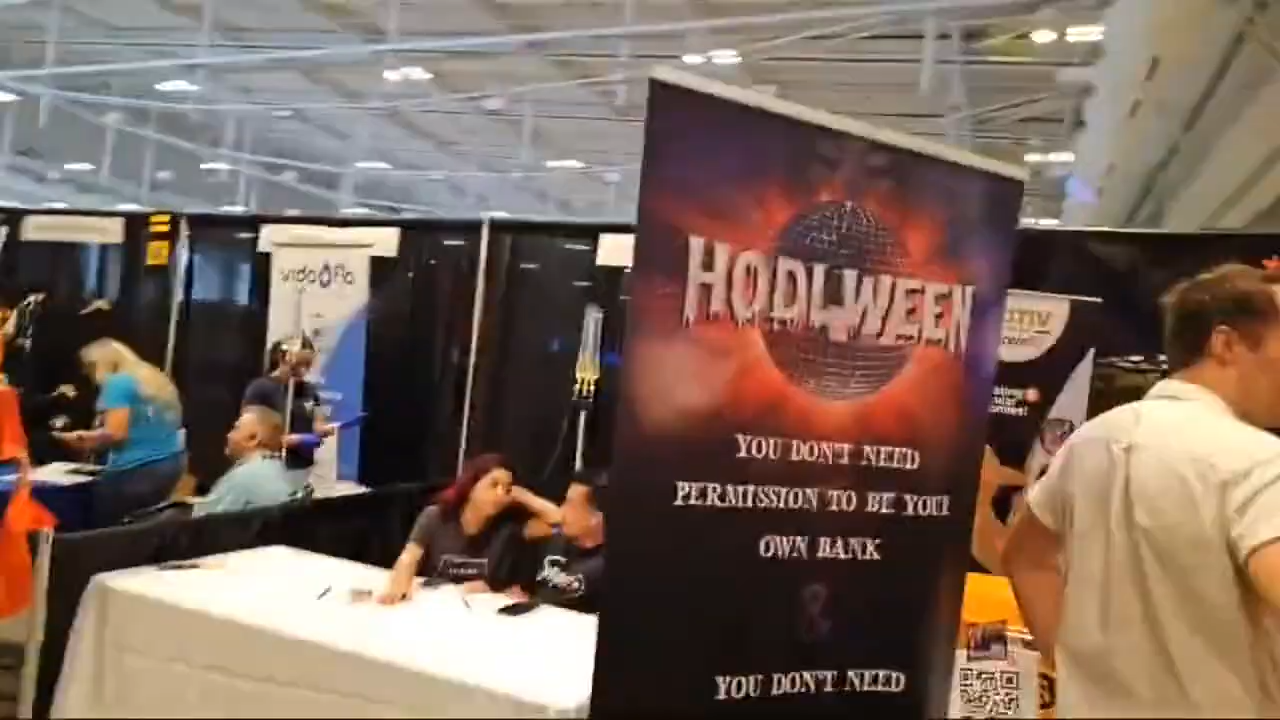 HODLWEEN
YOU DON'T NEED
PERMISSION TO BE YOUR
OWN BANK
&
YOU DON'T NEED